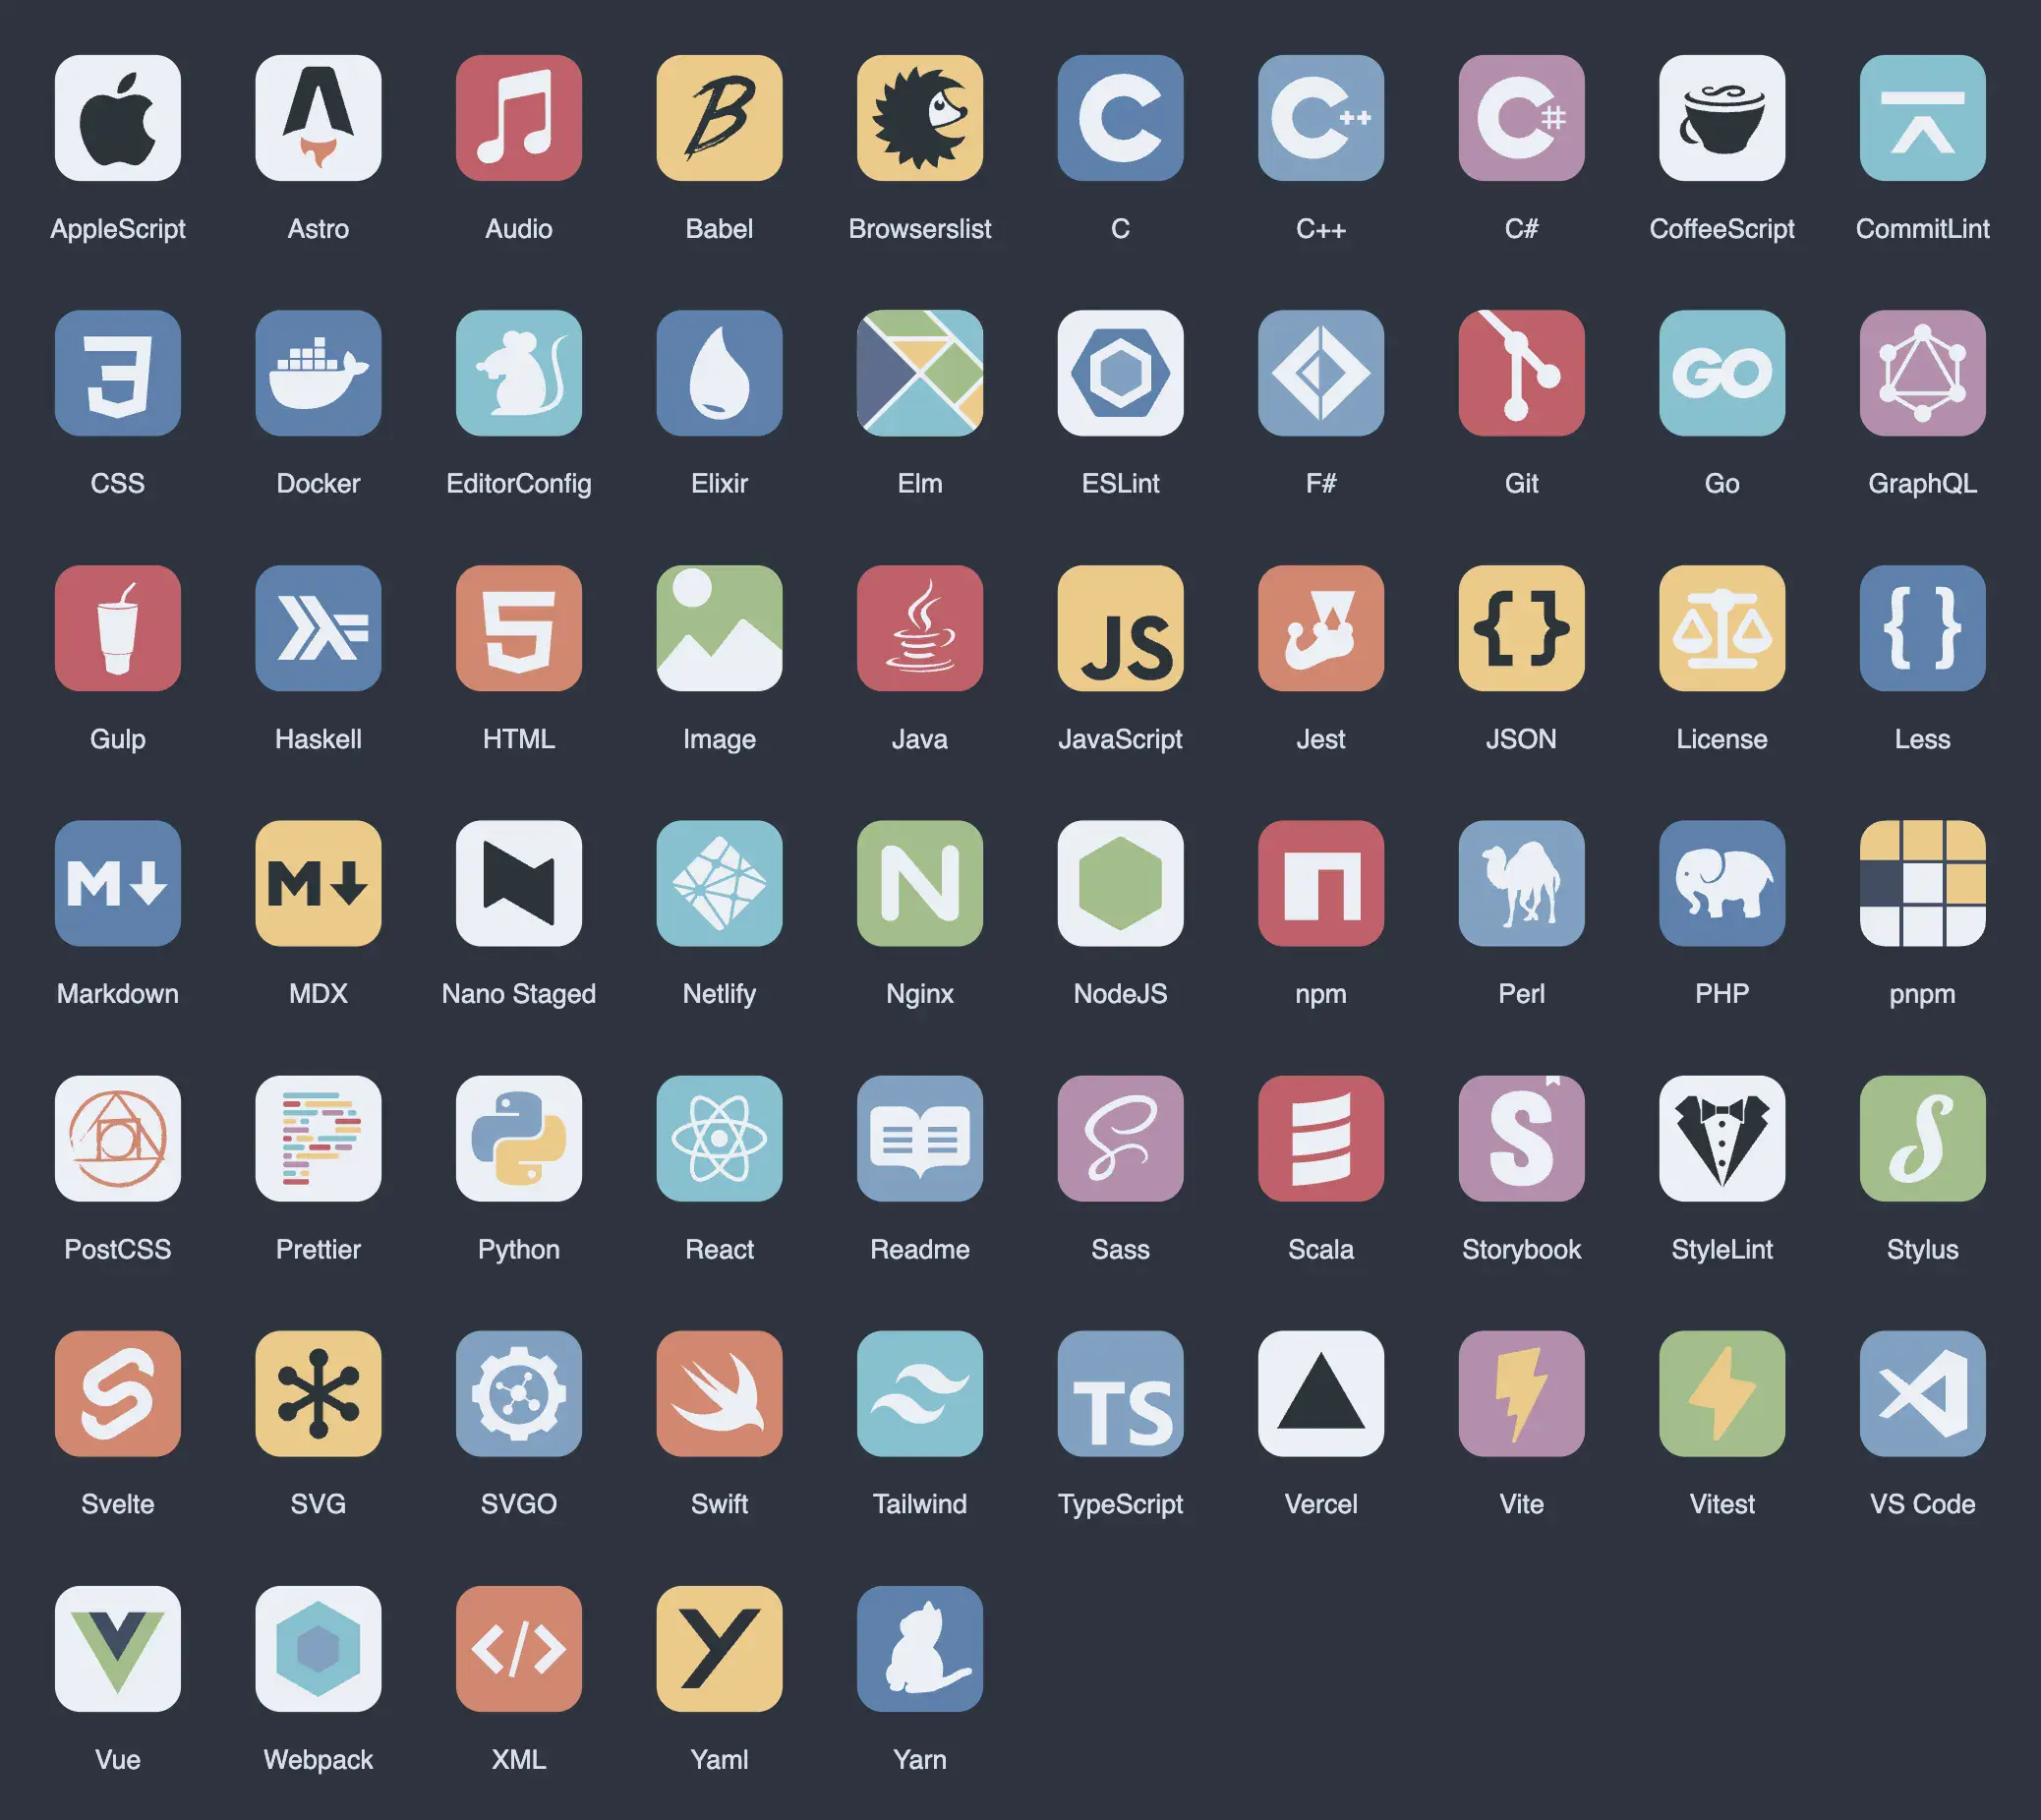 AppleScript Astro Audio Babel Browserslist C C++ C# CoffeeScript CommitLint
GO
CSS Docker EditorConfig Elixir Elm ESLint F# Git Go GraphQL
JS {} {}
Gulp Haskell HTML Image Java JavaScript Jest JSON License Less
M M N
Markdown MDX Nano Staged Netlify Nginx NodeJS npm Perl PHP pnpm
S
PostCSS Prettier Python React Readme Sass Scala Storybook StyleLint Stylus
TS
Svelte SVG SVGO Swift Tailwind TypeScript Vercel Vite Vitest VS Code
</> Y
Vue Webpack XML Yaml Yarn